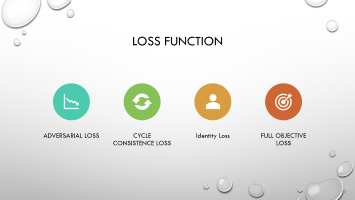 LOSS FUNCTION
ADVERSARIAL LOSS
CYCLE
CONSISTENCE LOSS
Identity Loss
FULL OBJECTIVE
LOSS